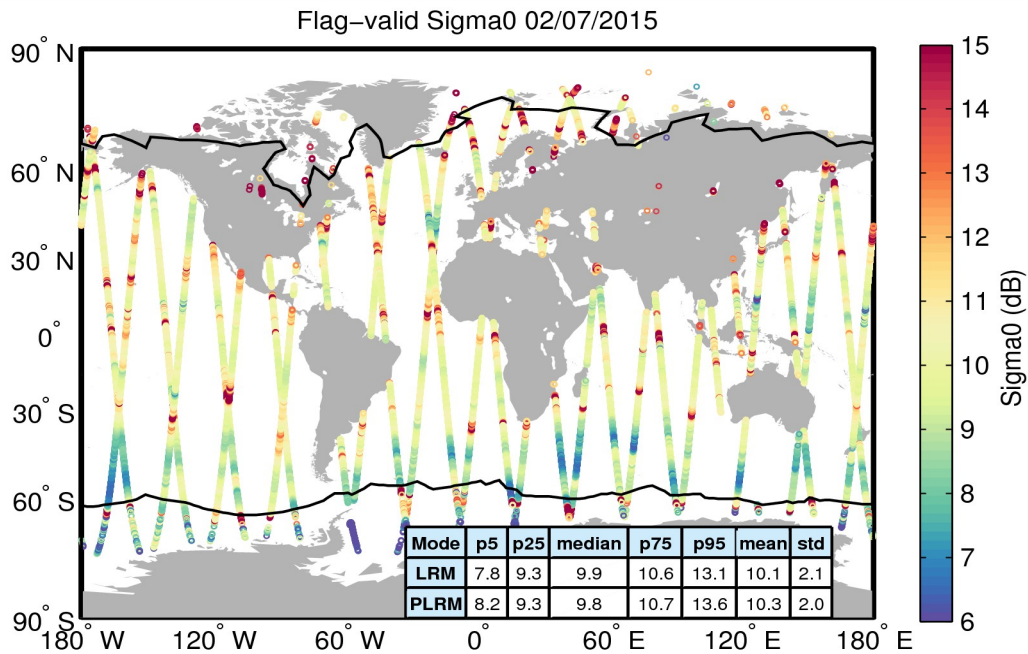 Flag−valid Sigma0 02/07/2015
90° N
60° N
30° N
0°
30° S
60° S
90° S
180° W
120° W
60° W
0°
60° E
120° E
180° E
Mode p5 p25 median p75 p95 mean std
LRM 7.8 9.3 9.9 10.6 13.1 10.1 2.1
PLRM 8.2 9.3 9.8 10.7 13.6 10.3 2.0
15
14
13
12
11
10
9
8
7
6
Sigma0 (dB)